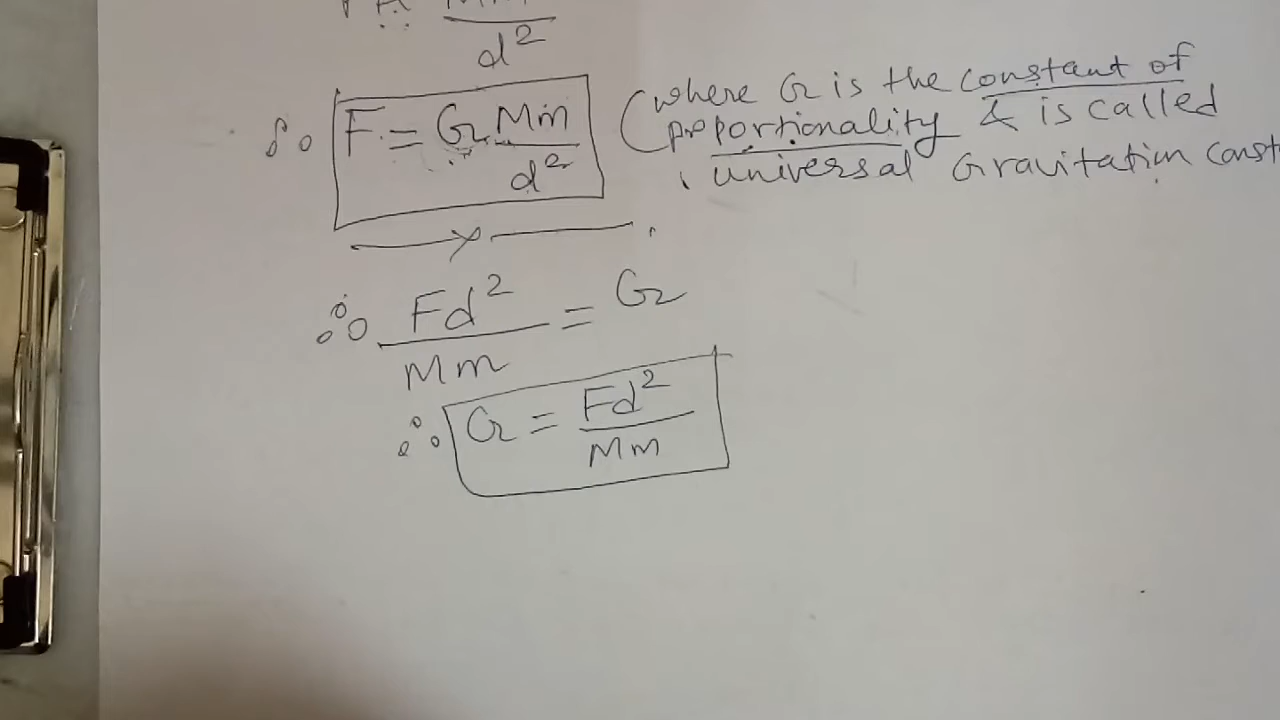 d²
∴ F = G Mm/d² (where G is the constant of
proportionality & is called
universal Gravitation const
∴ Fd²/Mm = G
∴ G = Fd²/Mm